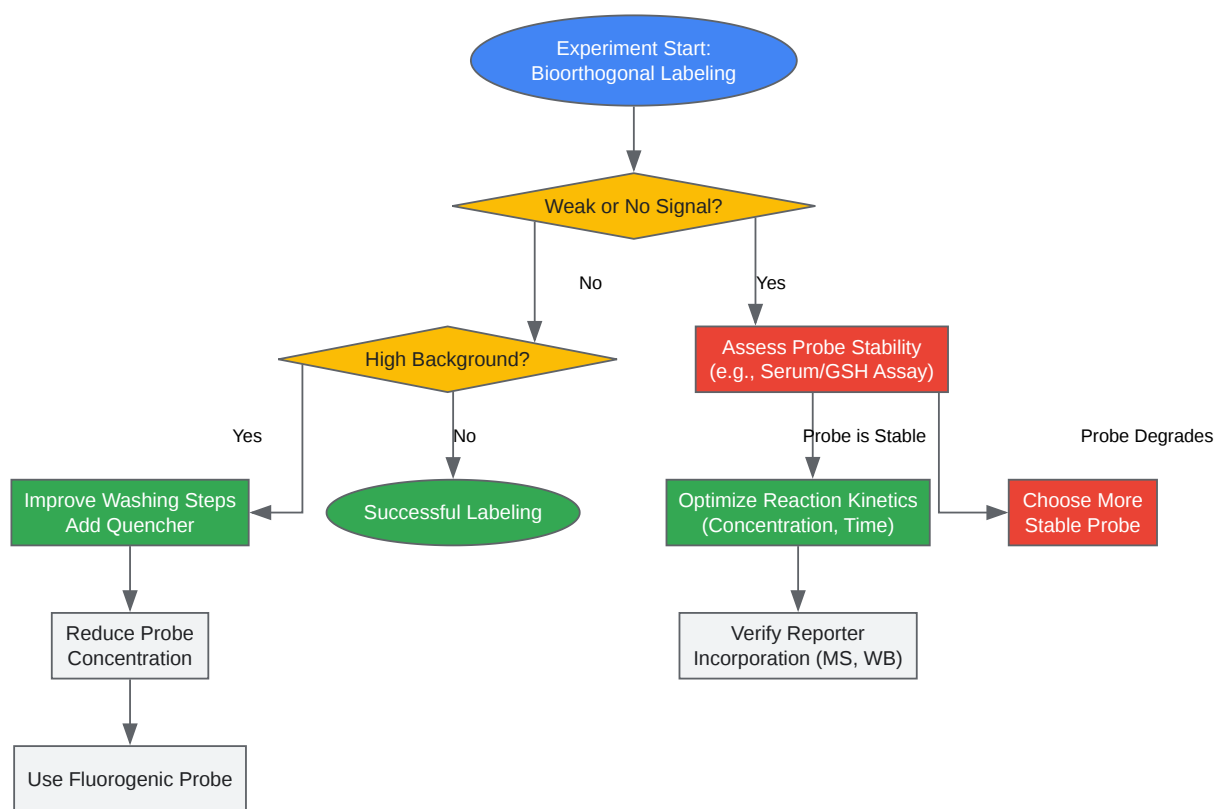 Experiment Start:
Bioorthogonal Labeling
Weak or No Signal?
No
Yes
High Background?
Assess Probe Stability
(e.g., Serum/GSH Assay)
Yes
No
Probe is Stable
Probe Degrades
Improve Washing Steps
Add Quencher
Successful Labeling
Optimize Reaction Kinetics
(Concentration, Time)
Choose More
Stable Probe
Reduce Probe
Concentration
Verify Reporter
Incorporation (MS, WB)
Use Fluorogenic Probe